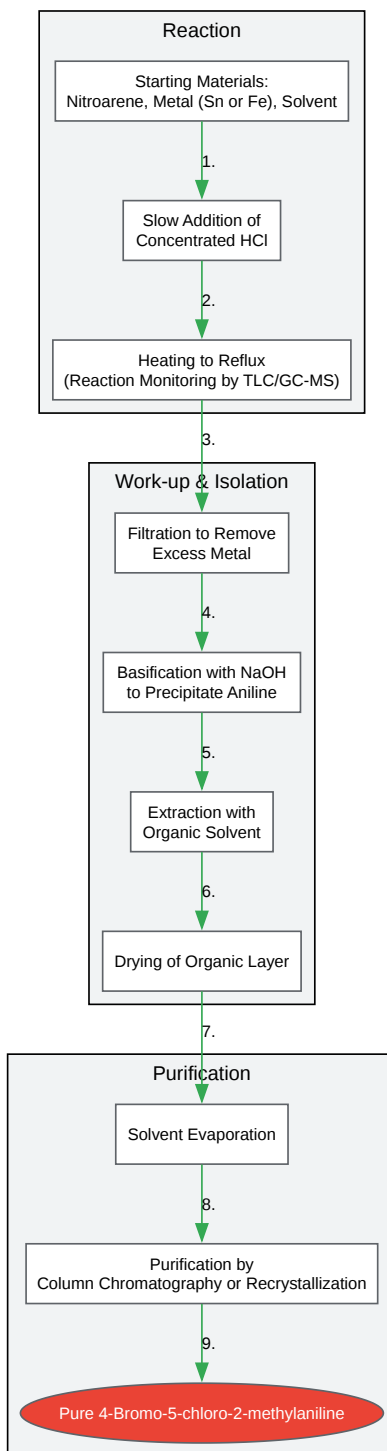 Reaction
Starting Materials:
Nitroarene, Metal (Sn or Fe), Solvent
1.
Slow Addition of
Concentrated HCl
2.
Heating to Reflux
(Reaction Monitoring by TLC/GC-MS)
3.
Work-up & Isolation
Filtration to Remove
Excess Metal
4.
Basification with NaOH
to Precipitate Aniline
5.
Extraction with
Organic Solvent
6.
Drying of Organic Layer
7.
Purification
Solvent Evaporation
8.
Purification by
Column Chromatography or Recrystallization
9.
Pure 4-Bromo-5-chloro-2-methylaniline